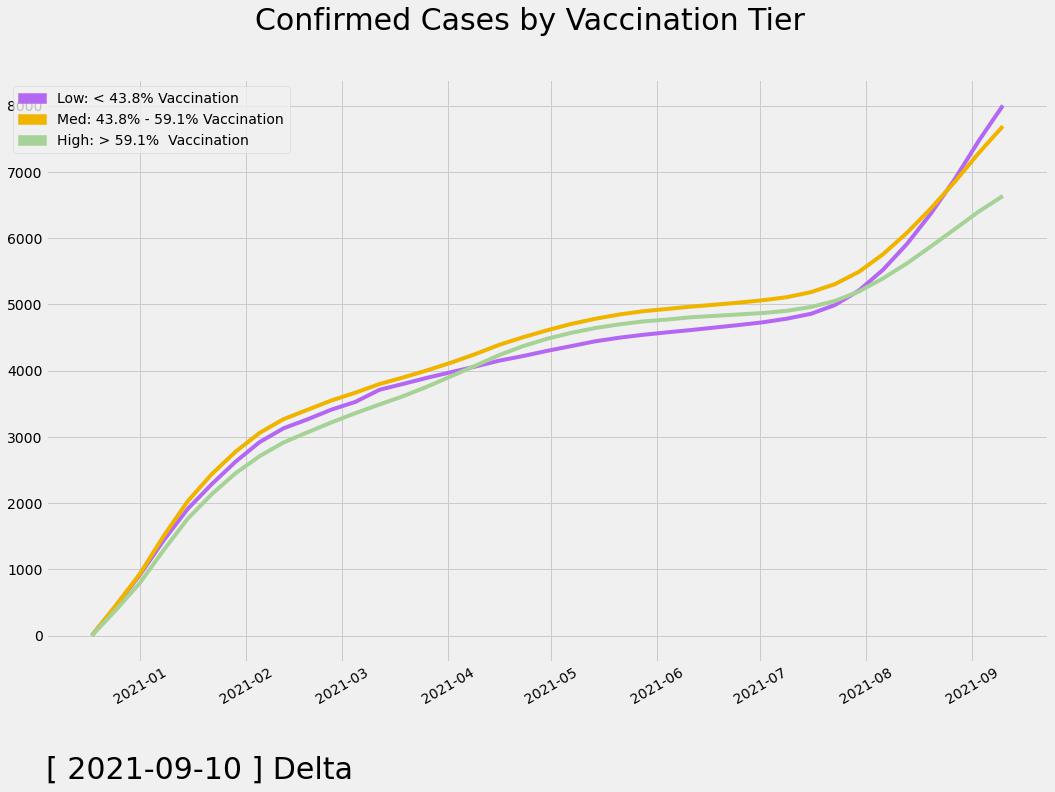 Confirmed Cases by Vaccination Tier
Low: < 43.8% Vaccination
8000
Med: 43.8% - 59.1% Vaccination
High: > 59.1%  Vaccination
7000
6000
5000
4000
3000
2000
1000
0
2021-01 2021-02 2021-03 2021-04 2021-05 2021-06 2021-07 2021-08 2021-09
[ 2021-09-10 ] Delta